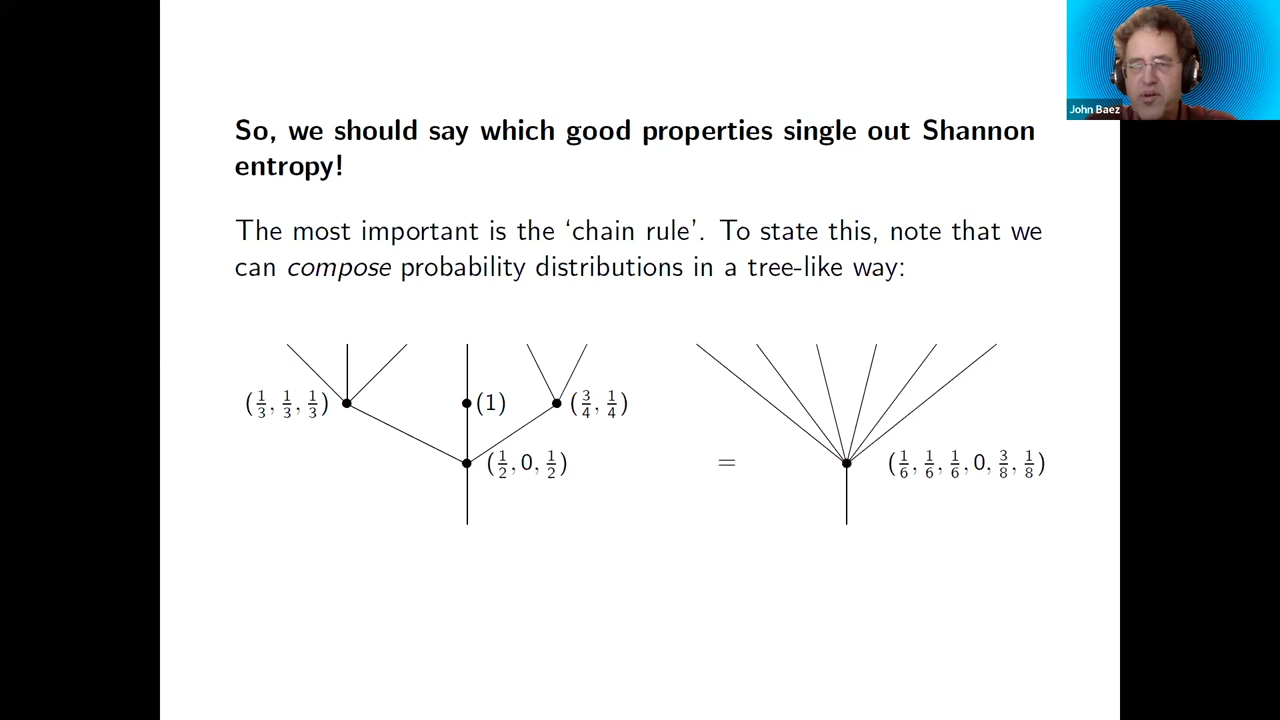 John Baez
So, we should say which good properties single out Shannon
entropy!
The most important is the ‘chain rule’. To state this, note that we
can compose probability distributions in a tree-like way:
(1/3, 1/3, 1/3) (1) (3/4, 1/4)
(1/2, 0, 1/2) = (1/6, 1/6, 1/6, 0, 3/8, 1/8)